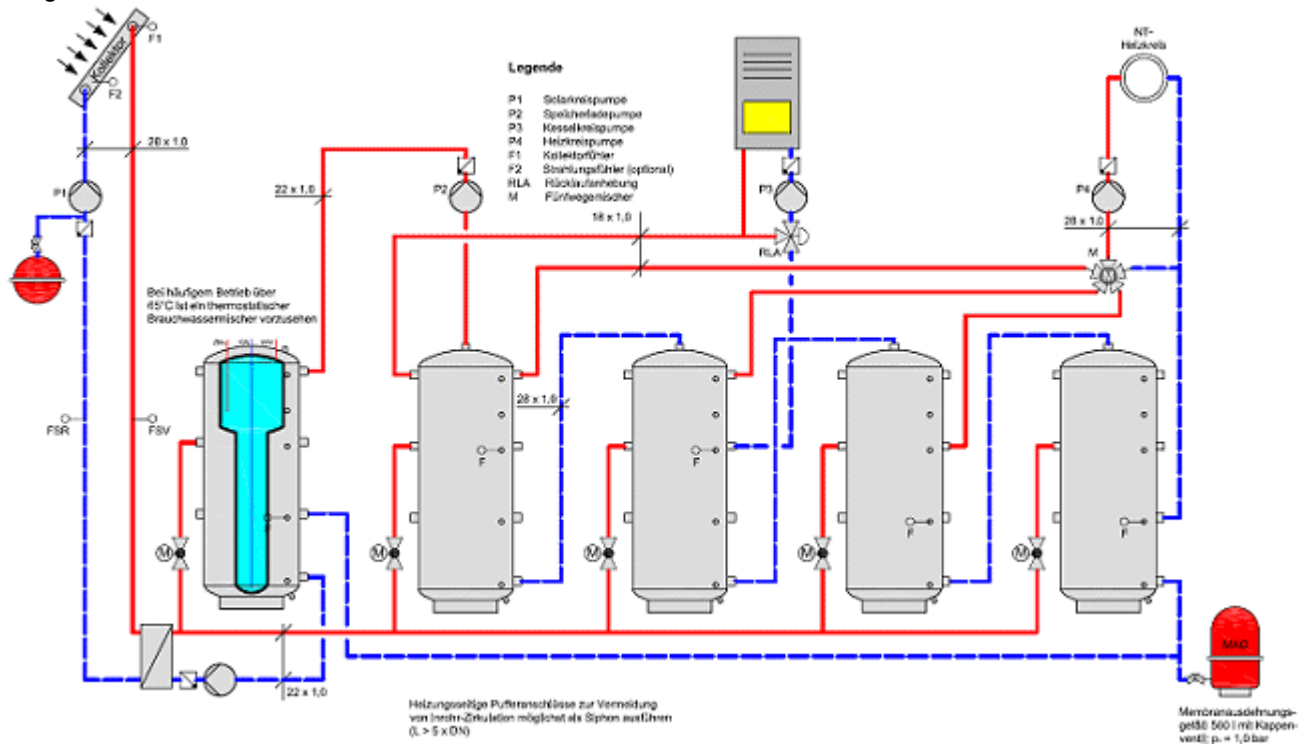 Kollektor
F1
F2
28 x 1,0
P1
FSR
FSV
Bei häufigem Betrieb über
65°C ist ein thermostatischer
Brauchwassermischer vorzusehen
22 x 1,0
P2
Legende
P1 Solarkreispumpe
P2 Speicherladepumpe
P3 Kesselkreispumpe
P4 Heizkreispumpe
F1 Kollektorfühler
F2 Strahlungsfühler (optional)
RLA Rücklaufanhebung
M Fünfwegemischer
18 x 1,0
P3
RLA
NT-
Heizkreis
P4
28 x 1,0
M
M
28 x 1,0
F
F
F
F
F
M
M
M
M
M
22 x 1,0
Heizungsseitige Pufferanschlüsse zur Vermeidung
von Inrohr-Zirkulation möglichst als Siphon ausführen
(L > 5 x DN)
MAG
Membranausdehnungs-
gefäß 500 l mit Kappen-
ventil; p. = 1,0 bar